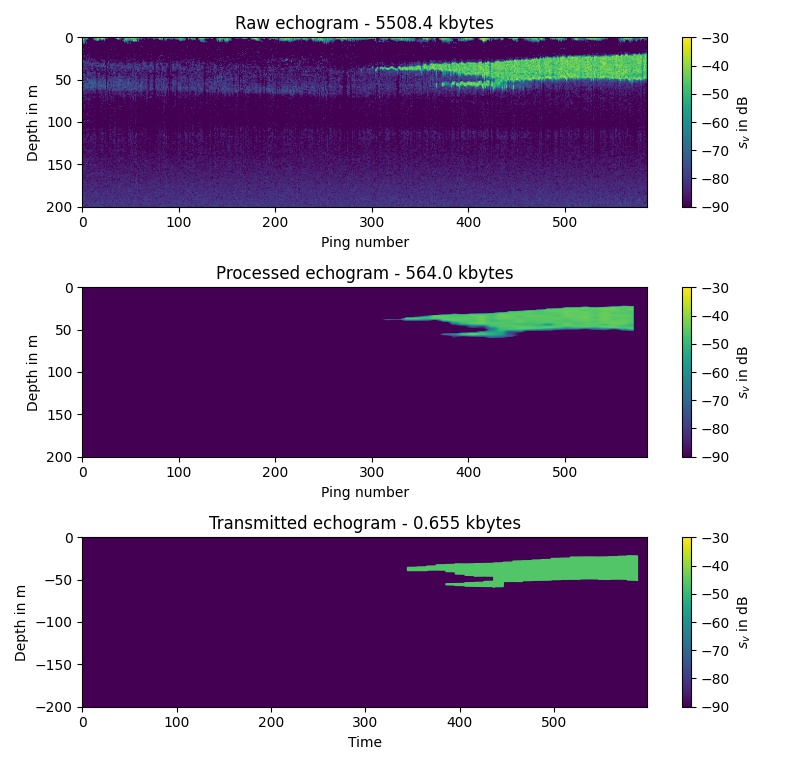 Raw echogram - 5508.4 kbytes
0
50
100
150
200
Depth in m
0 100 200 300 400 500
Ping number
−30
−40
−50
−60
−70
−80
−90
sᵥ in dB
Processed echogram - 564.0 kbytes
0
50
100
150
200
Depth in m
0 100 200 300 400 500
Ping number
−30
−40
−50
−60
−70
−80
−90
sᵥ in dB
Transmitted echogram - 0.655 kbytes
0
−50
−100
−150
−200
Depth in m
0 100 200 300 400 500
Time
−30
−40
−50
−60
−70
−80
−90
sᵥ in dB